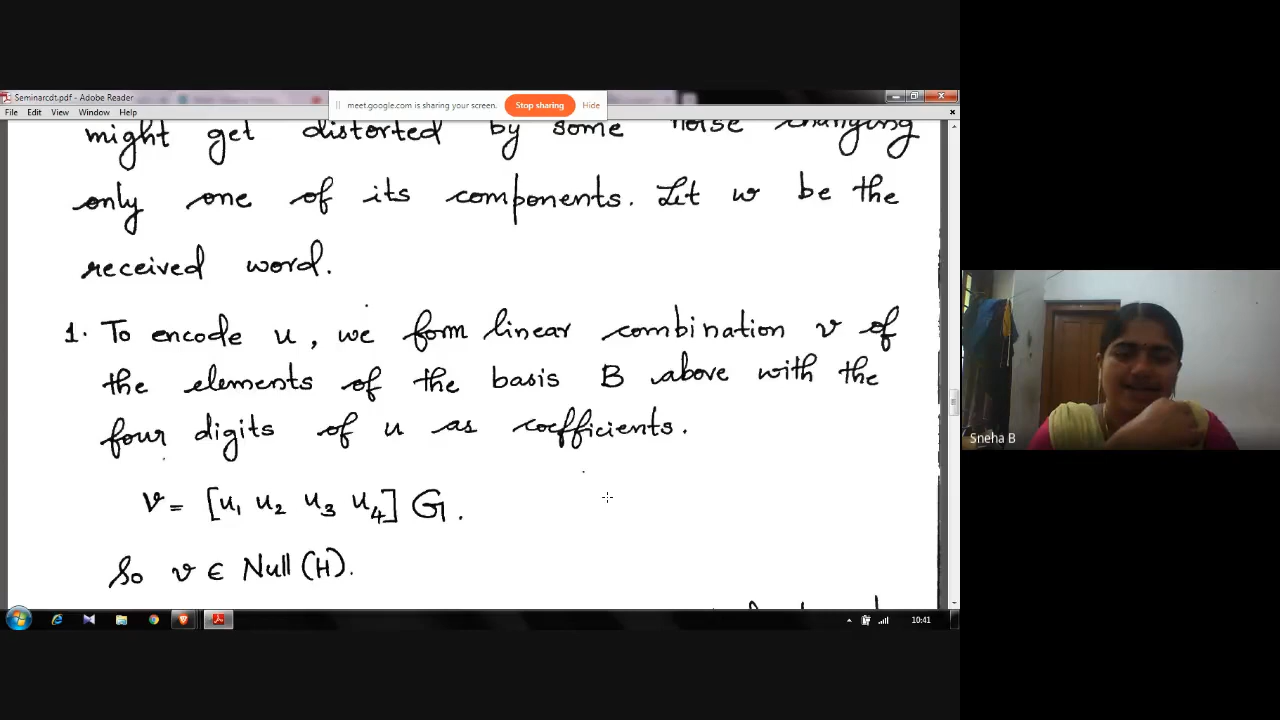 Seminarcdt.pdf - Adobe Reader
meet.google.com is sharing your screen. Stop sharing Hide
File Edit View Window Help
might get distorted by some noise changing
only one of its components. Let w be the
received word.
1. To encode u, we form linear combination v of
the elements of the basis B above with the
four digits of u as coefficients.
v = [u1 u2 u3 u4] G.
So v ∈ Null (H).
Sneha B
10:41